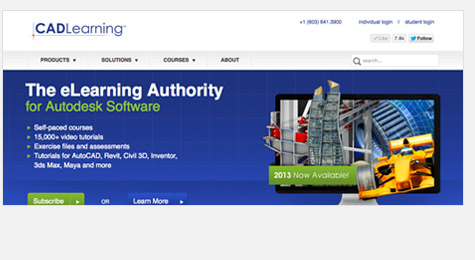 +1 (603) 641.3900 individual login student login
CADLearning™
Like 7.8k Follow
PRODUCTS SOLUTIONS COURSES ABOUT search...
The eLearning Authority
for Autodesk Software
Self-paced courses
15,000+ video tutorials
Exercise files and assessments
Tutorials for AutoCAD, Revit, Civil 3D, Inventor,
3ds Max, Maya and more
2013 Now Available!
Subscribe OR Learn More